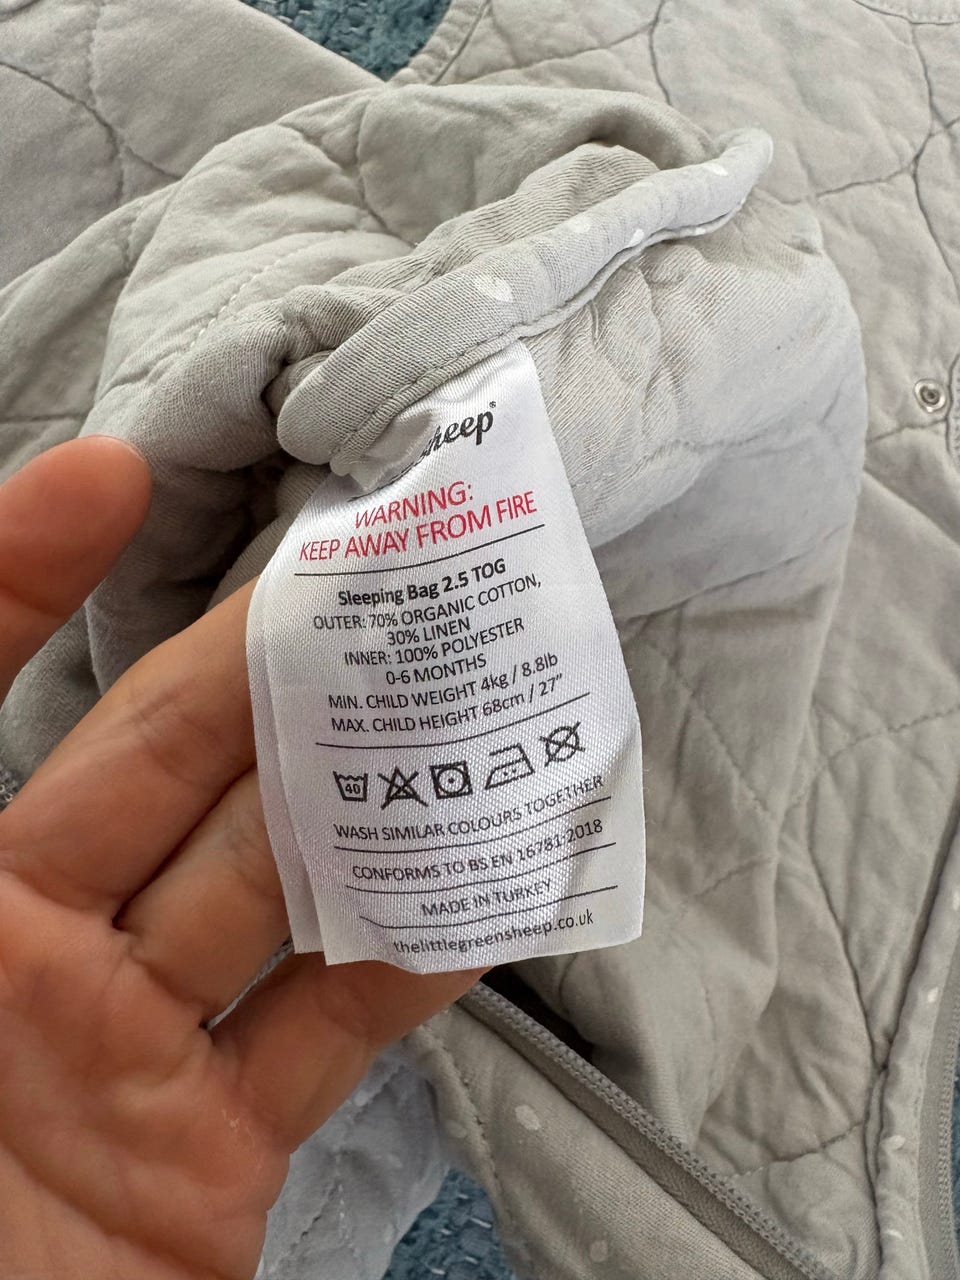 WARNING:
KEEP AWAY FROM FIRE
Sleeping Bag 2.5 TOG
OUTER: 70% ORGANIC COTTON,
30% LINEN
INNER: 100% POLYESTER
0-6 MONTHS
MIN. CHILD WEIGHT 4kg / 8.8lb
MAX. CHILD HEIGHT 68cm / 27"
40
WASH SIMILAR COLOURS TOGETHER
CONFORMS TO BS EN 16781:2018
MADE IN TURKEY
thelittlegreensheep.co.uk